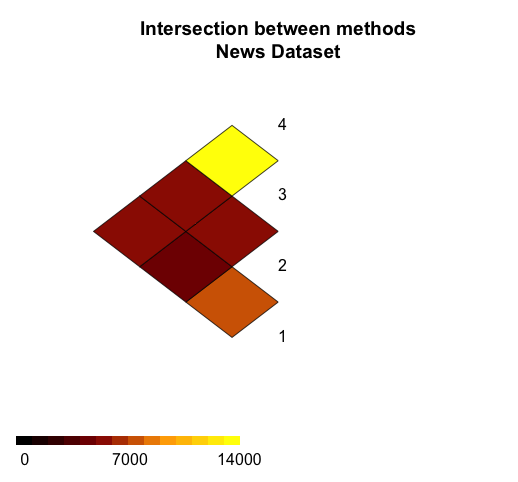 Intersection between methods
News Dataset
4
3
2
1
0 7000 14000